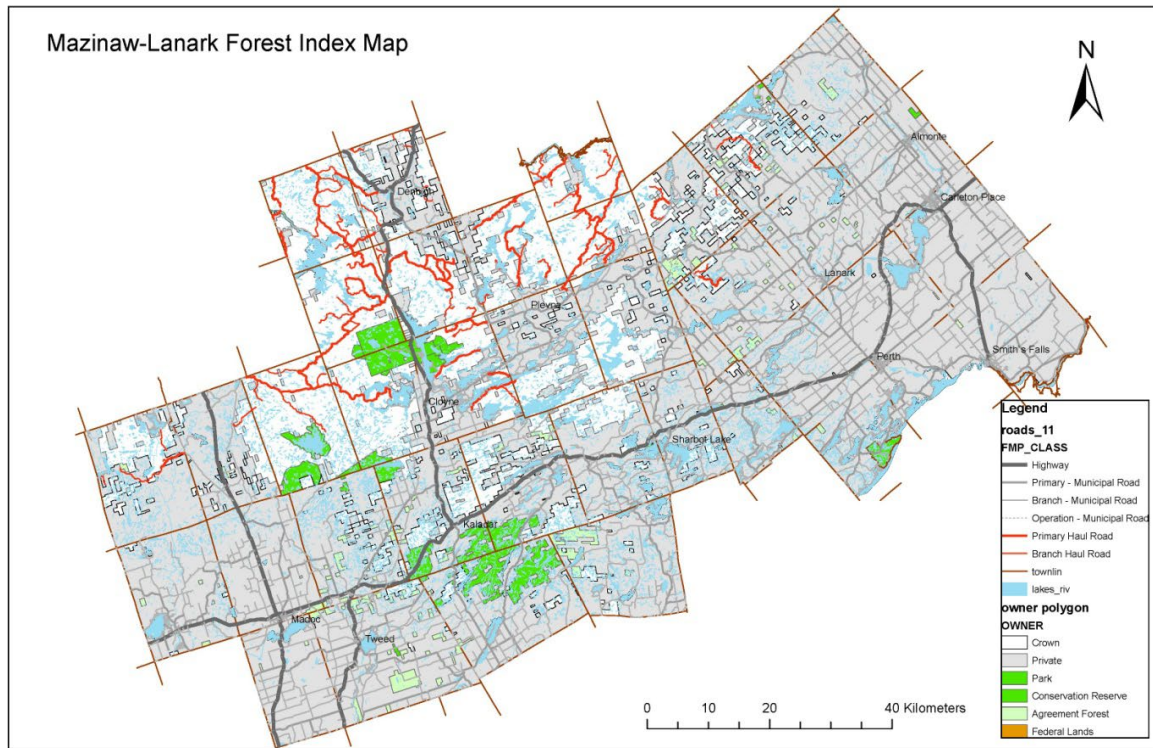 Mazinaw-Lanark Forest Index Map
N
Almonte
Denbigh
Carleton Place
Lanark
Plevna
Smith's Falls
Perth
Cloyne
Sharbot Lake
Kaladar
Madoc
Tweed
0 10 20 40 Kilometers
Legend
roads_11
FMP_CLASS
Highway
Primary - Municipal Road
Branch - Municipal Road
Operation - Municipal Road
Primary Haul Road
Branch Haul Road
townlin
lakes_riv
owner polygon
OWNER
Crown
Private
Park
Conservation Reserve
Agreement Forest
Federal Lands